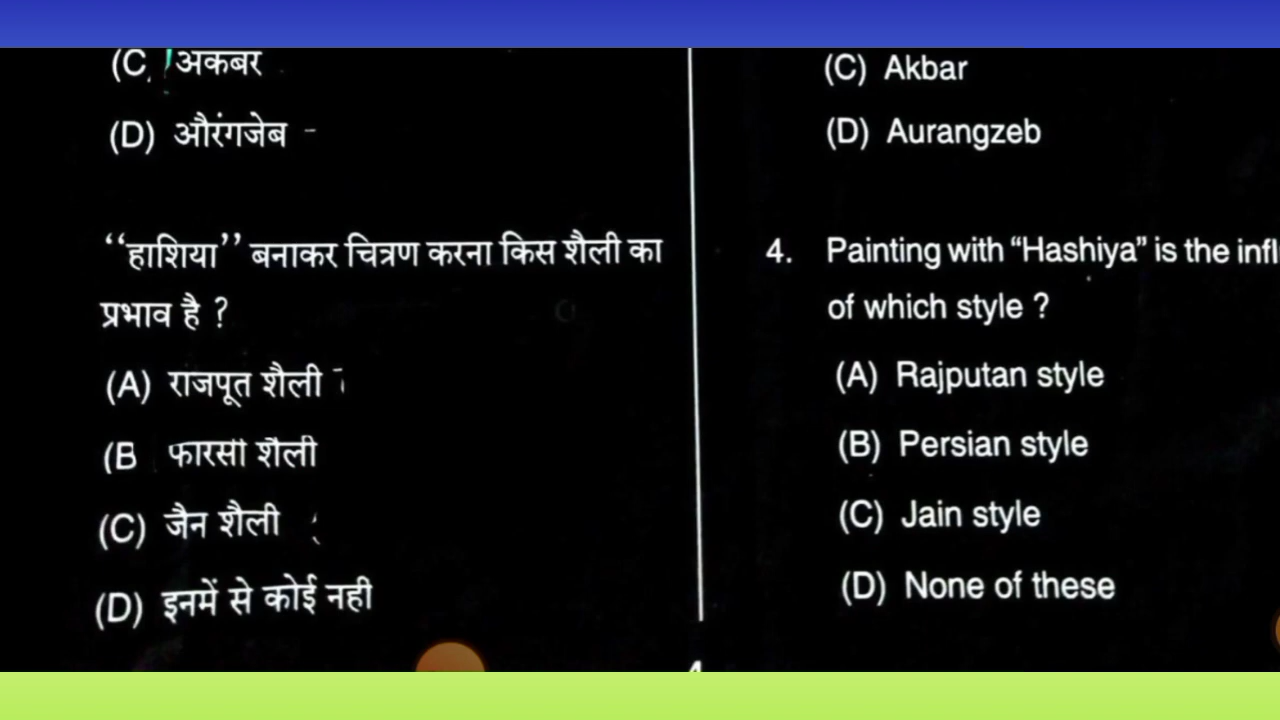 (C) अकबर
(D) औरंगजेब -
‘‘हाशिया’’ बनाकर चित्रण करना किस शैली का
प्रभाव है ?
(A) राजपूत शैली
(B फारसी शैली
(C) जैन शैली
(D) इनमें से कोई नही
(C) Akbar
(D) Aurangzeb
4. Painting with “Hashiya” is the infl
of which style ?
(A) Rajputan style
(B) Persian style
(C) Jain style
(D) None of these